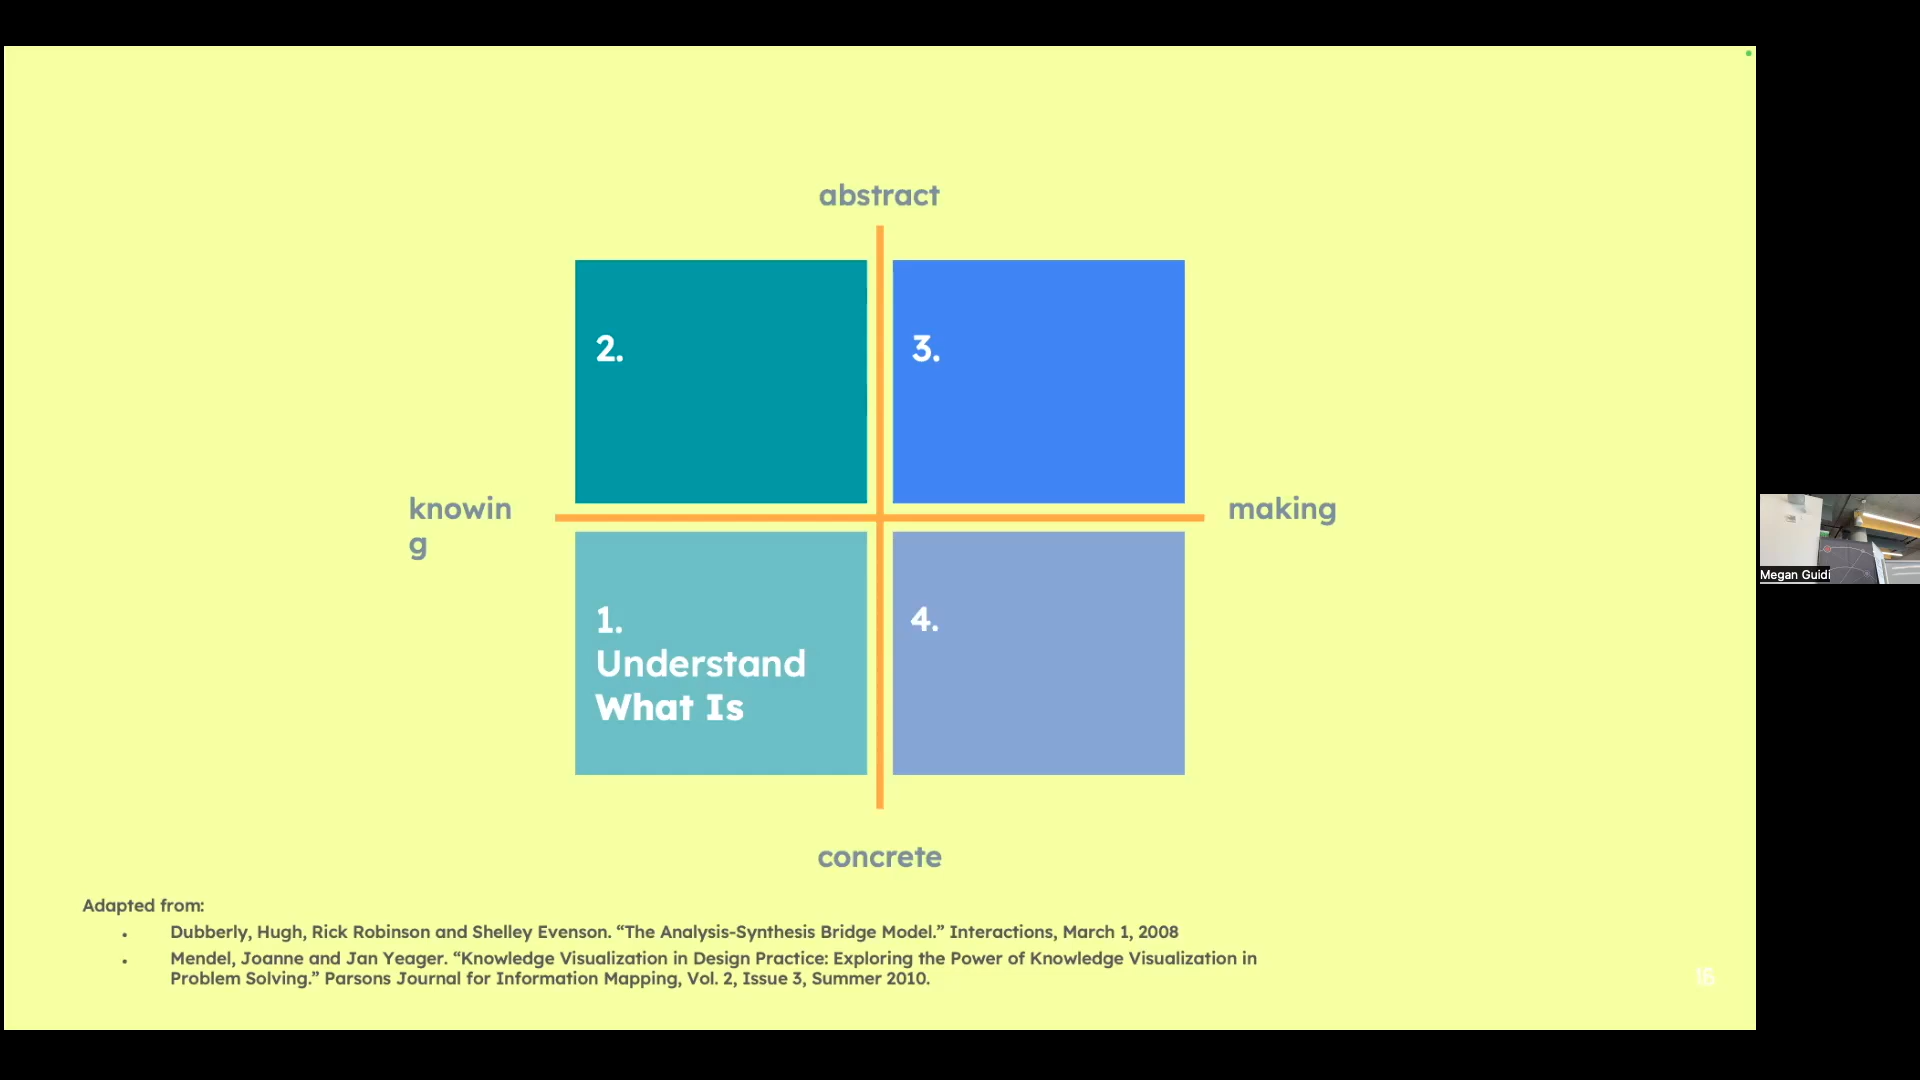 abstract
2.
3.
knowin
g
making
1.
Understand
What Is
4.
concrete
Adapted from:
• Dubberly, Hugh, Rick Robinson and Shelley Evenson. “The Analysis-Synthesis Bridge Model.” Interactions, March 1, 2008
• Mendel, Joanne and Jan Yeager. “Knowledge Visualization in Design Practice: Exploring the Power of Knowledge Visualization in
Problem Solving.” Parsons Journal for Information Mapping, Vol. 2, Issue 3, Summer 2010.
Megan Guidi